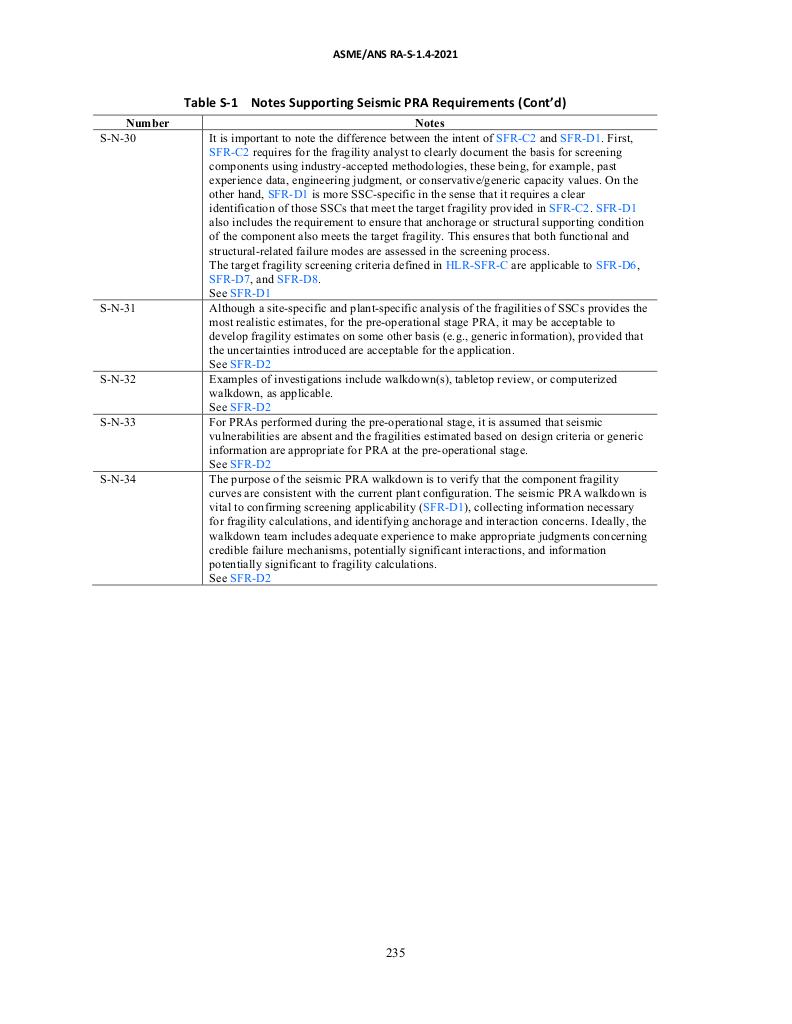 ASME/ANS RA-S-1.4-2021
Table S-1 Notes Supporting Seismic PRA Requirements (Cont’d)
Number Notes
S-N-30 It is important to note the difference between the intent of SFR-C2 and SFR-D1. First,
SFR-C2 requires for the fragility analyst to clearly document the basis for screening
components using industry-accepted methodologies, these being, for example, past
experience data, engineering judgment, or conservative/generic capacity values. On the
other hand, SFR-D1 is more SSC-specific in the sense that it requires a clear
identification of those SSCs that meet the target fragility provided in SFR-C2. SFR-D1
also includes the requirement to ensure that anchorage or structural supporting condition
of the component also meets the target fragility. This ensures that both functional and
structural-related failure modes are assessed in the screening process.
The target fragility screening criteria defined in HLR-SFR-C are applicable to SFR-D6,
SFR-D7, and SFR-D8.
See SFR-D1
S-N-31 Although a site-specific and plant-specific analysis of the fragilities of SSCs provides the
most realistic estimates, for the pre-operational stage PRA, it may be acceptable to
develop fragility estimates on some other basis (e.g., generic information), provided that
the uncertainties introduced are acceptable for the application.
See SFR-D2
S-N-32 Examples of investigations include walkdown(s), tabletop review, or computerized
walkdown, as applicable.
See SFR-D2
S-N-33 For PRAs performed during the pre-operational stage, it is assumed that seismic
vulnerabilities are absent and the fragilities estimated based on design criteria or generic
information are appropriate for PRA at the pre-operational stage.
See SFR-D2
S-N-34 The purpose of the seismic PRA walkdown is to verify that the component fragility
curves are consistent with the current plant configuration. The seismic PRA walkdown is
vital to confirming screening applicability (SFR-D1), collecting information necessary
for fragility calculations, and identifying anchorage and interaction concerns. Ideally, the
walkdown team includes adequate experience to make appropriate judgments concerning
credible failure mechanisms, potentially significant interactions, and information
potentially significant to fragility calculations.
See SFR-D2
235